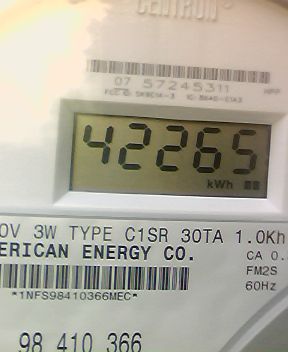 CENTRON
07 57245311
42265
kWh
0V 3W TYPE C1SR 30TA 1.0Kh
ERICAN ENERGY CO.
CA 0.
FM2S
60Hz
*1NFS98410366MEC*
98 410 366